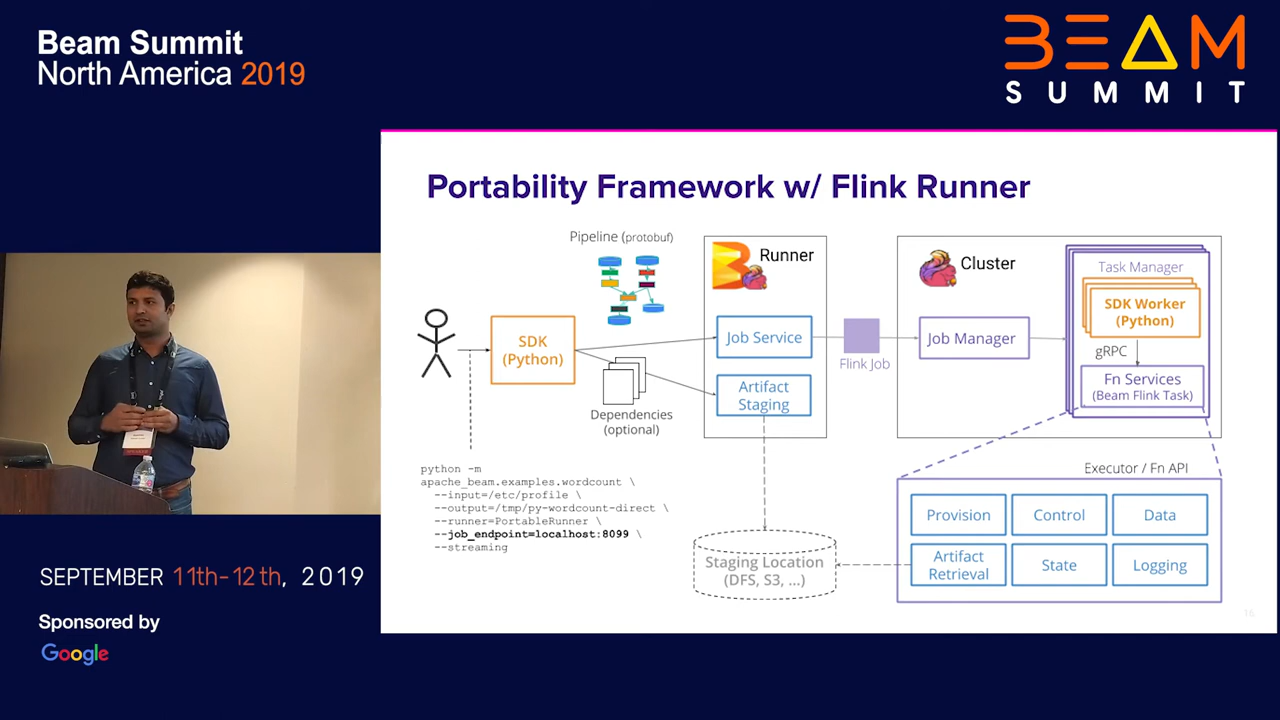 Beam Summit
North America 2019
BEAM
SUMMIT
Portability Framework w/ Flink Runner
Pipeline (protobuf)
Runner
Cluster
Task Manager
SDK Worker
(Python)
SDK
(Python)
Job Service
Flink Job
Job Manager
gRPC
Fn Services
(Beam Flink Task)
Artifact
Staging
Dependencies
(optional)
Executor / Fn API
python -m
apache_beam.examples.wordcount \
--input=/etc/profile \
--output=/tmp/py-wordcount-direct \
--runner=PortableRunner \
--job_endpoint=localhost:8099 \
--streaming
Provision
Control
Data
Artifact
Retrieval
State
Logging
Staging Location
(DFS, S3, ...)
16
SEPTEMBER 11th-12th, 2019
Sponsored by
Google